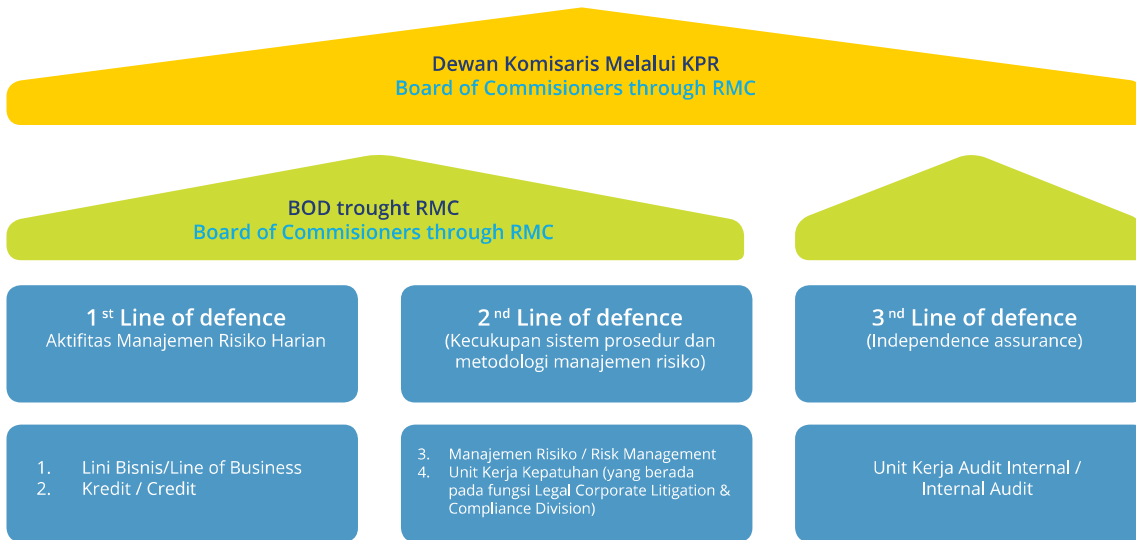 Dewan Komisaris Melalui KPR
Board of Commisioners through RMC
BOD trought RMC
Board of Commisioners through RMC
1st Line of defence
Aktifitas Manajemen Risiko Harian
2nd Line of defence
(Kecukupan sistem prosedur dan
metodologi manajemen risiko)
3nd Line of defence
(Independence assurance)
1. Lini Bisnis/Line of Business
2. Kredit / Credit
3. Manajemen Risiko / Risk Management
4. Unit Kerja Kepatuhan (yang berada
pada fungsi Legal Corporate Litigation &
Compliance Division)
Unit Kerja Audit Internal /
Internal Audit